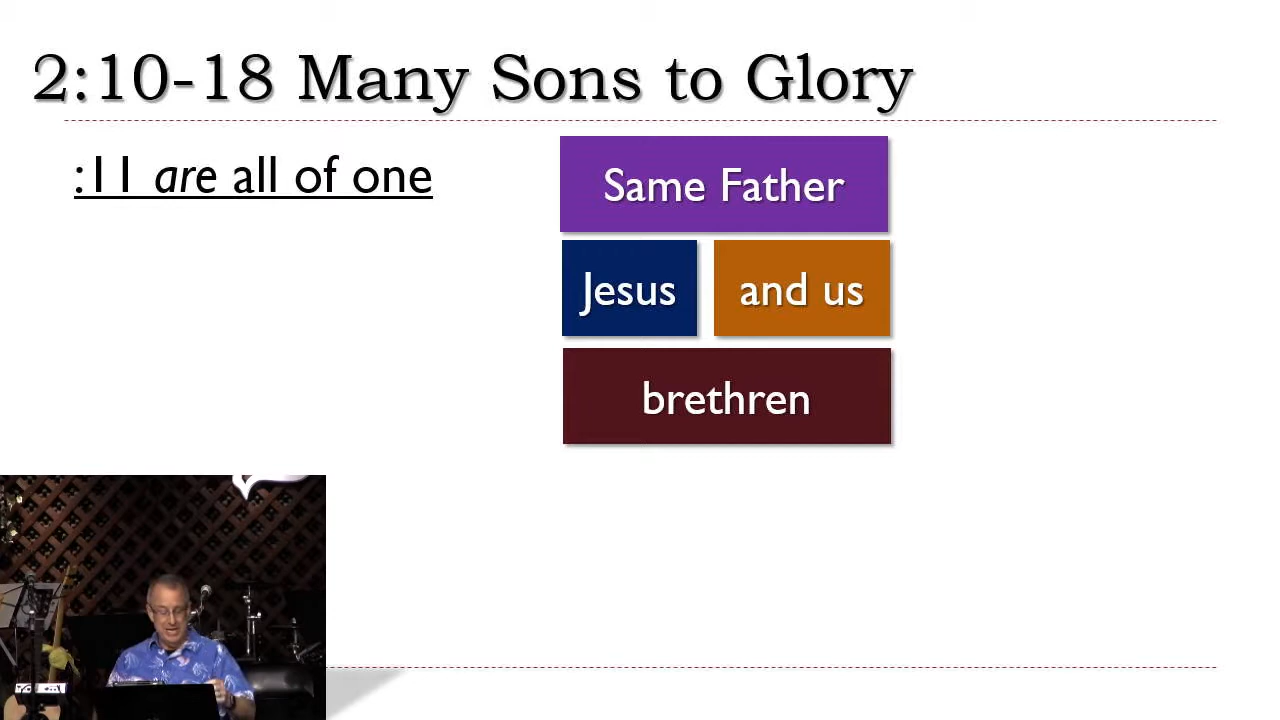 2:10-18 Many Sons to Glory
:11 are all of one
Same Father
Jesus
and us
brethren